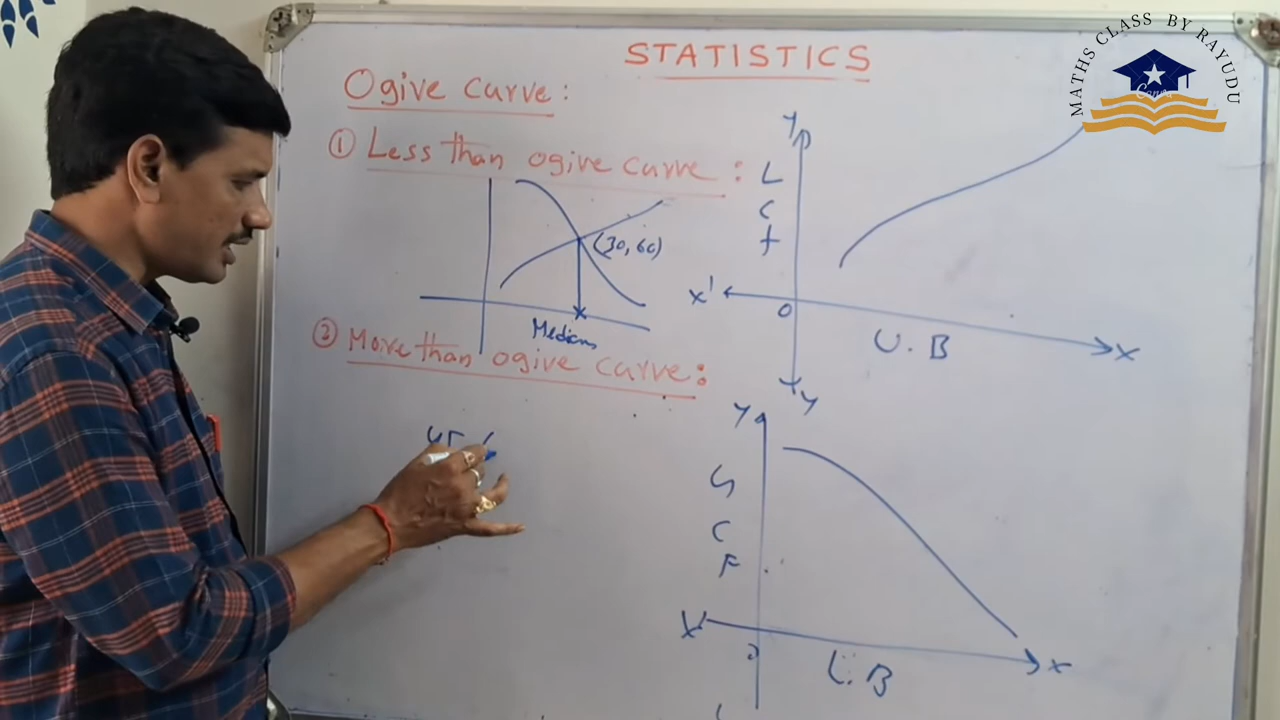 MATHS CLASS BY RAYUDU
STATISTICS
Ogive curve:
① Less than ogive curve:
(30, 60)
Median
② More than ogive curve:
Y
L
C
f
X' O X
U.B
Y
Y
G
C
F
X' O X
L.B